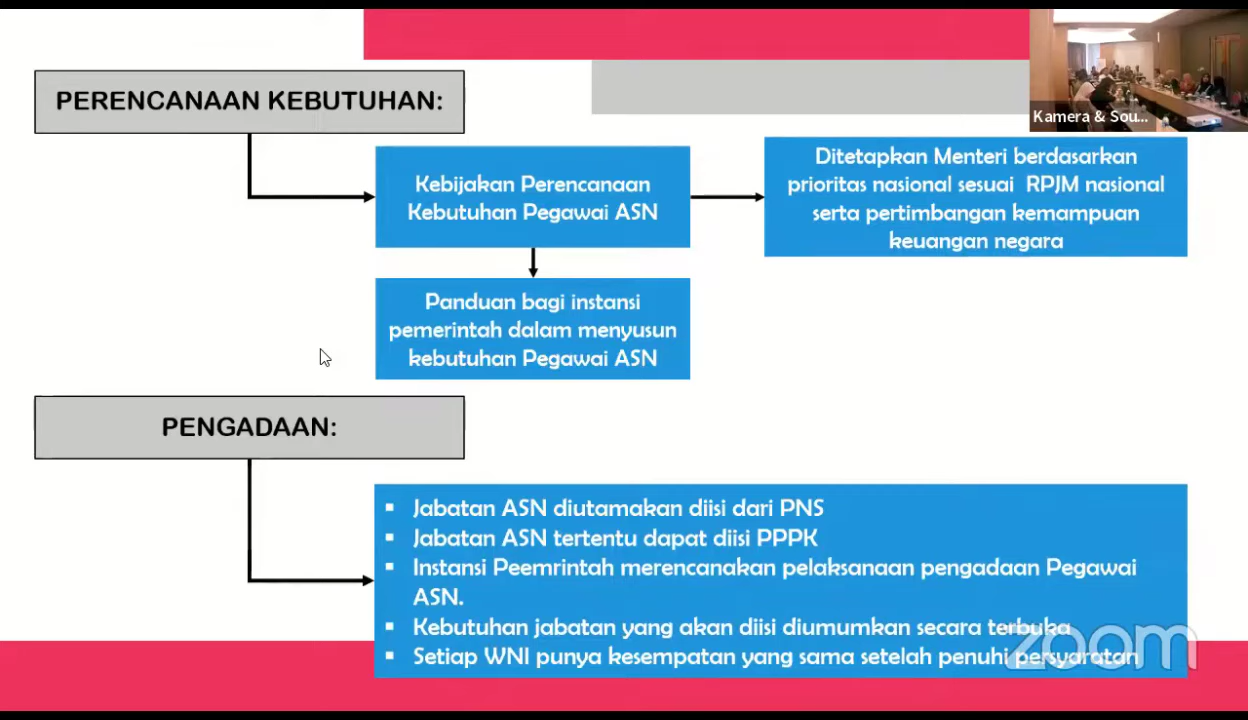 PERENCANAAN KEBUTUHAN:
Kamera & Sou...
Kebijakan Perencanaan
Kebutuhan Pegawai ASN
Ditetapkan Menteri berdasarkan
prioritas nasional sesuai RPJM nasional
serta pertimbangan kemampuan
keuangan negara
Panduan bagi instansi
pemerintah dalam menyusun
kebutuhan Pegawai ASN
PENGADAAN:
▪ Jabatan ASN diutamakan diisi dari PNS
▪ Jabatan ASN tertentu dapat diisi PPPK
▪ Instansi Peemrintah merencanakan pelaksanaan pengadaan Pegawai
ASN.
▪ Kebutuhan jabatan yang akan diisi diumumkan secara terbuka
▪ Setiap WNI punya kesempatan yang sama setelah penuhi persyaratan
zoom